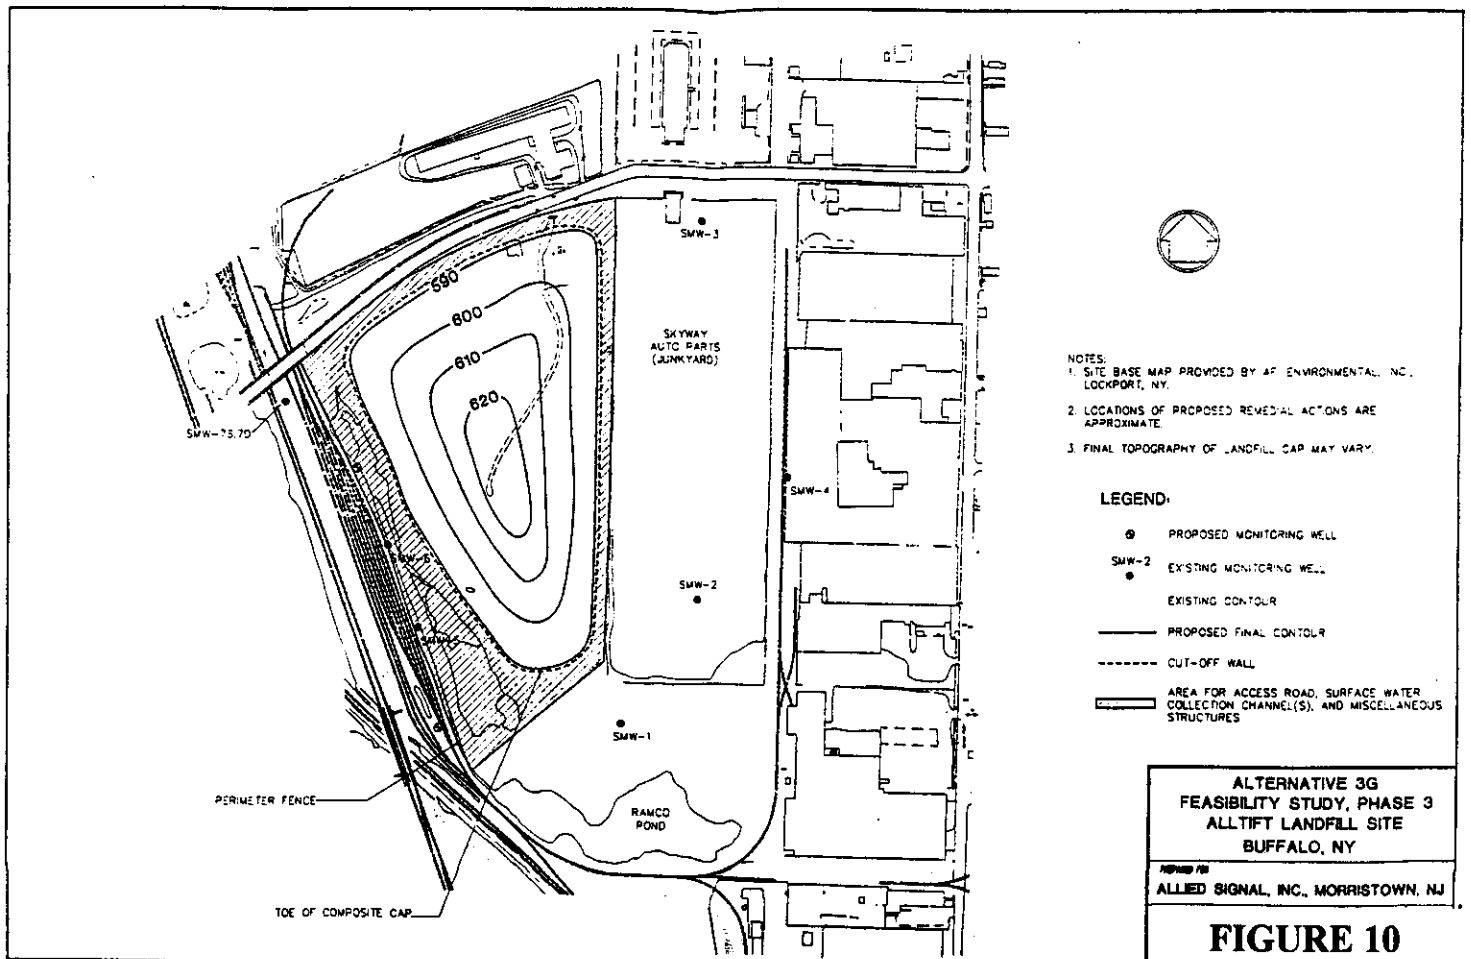 SMW-3
590
600
610
620
SKYWAY
AUTO PARTS
(JUNKYARD)
SMW-4
SMW-2
SMW-1
PERIMETER FENCE
RAMCO
POND
TOE OF COMPOSITE CAP
NOTES:
1. SITE BASE MAP PROVIDED BY ENVIRONMENTAL, INC.,
LOCKPORT, NY.
2. LOCATIONS OF PROPOSED REMEDIAL ACTIONS ARE
APPROXIMATE.
3. FINAL TOPOGRAPHY OF LANDFILL CAP MAY VARY.
LEGEND:
PROPOSED MONITORING WELL
SMW-2
EXISTING MONITORING WELL
EXISTING CONTOUR
PROPOSED FINAL CONTOUR
CUT-OFF WALL
AREA FOR ACCESS ROAD, SURFACE WATER
COLLECTION CHANNEL(S), AND MISCELLANEOUS
STRUCTURES
ALTERNATIVE 3G
FEASIBILITY STUDY, PHASE 3
ALLTIFT LANDFILL SITE
BUFFALO, NY
PREPARED FOR
ALLIED SIGNAL, INC., MORRISTOWN, NJ
FIGURE 10